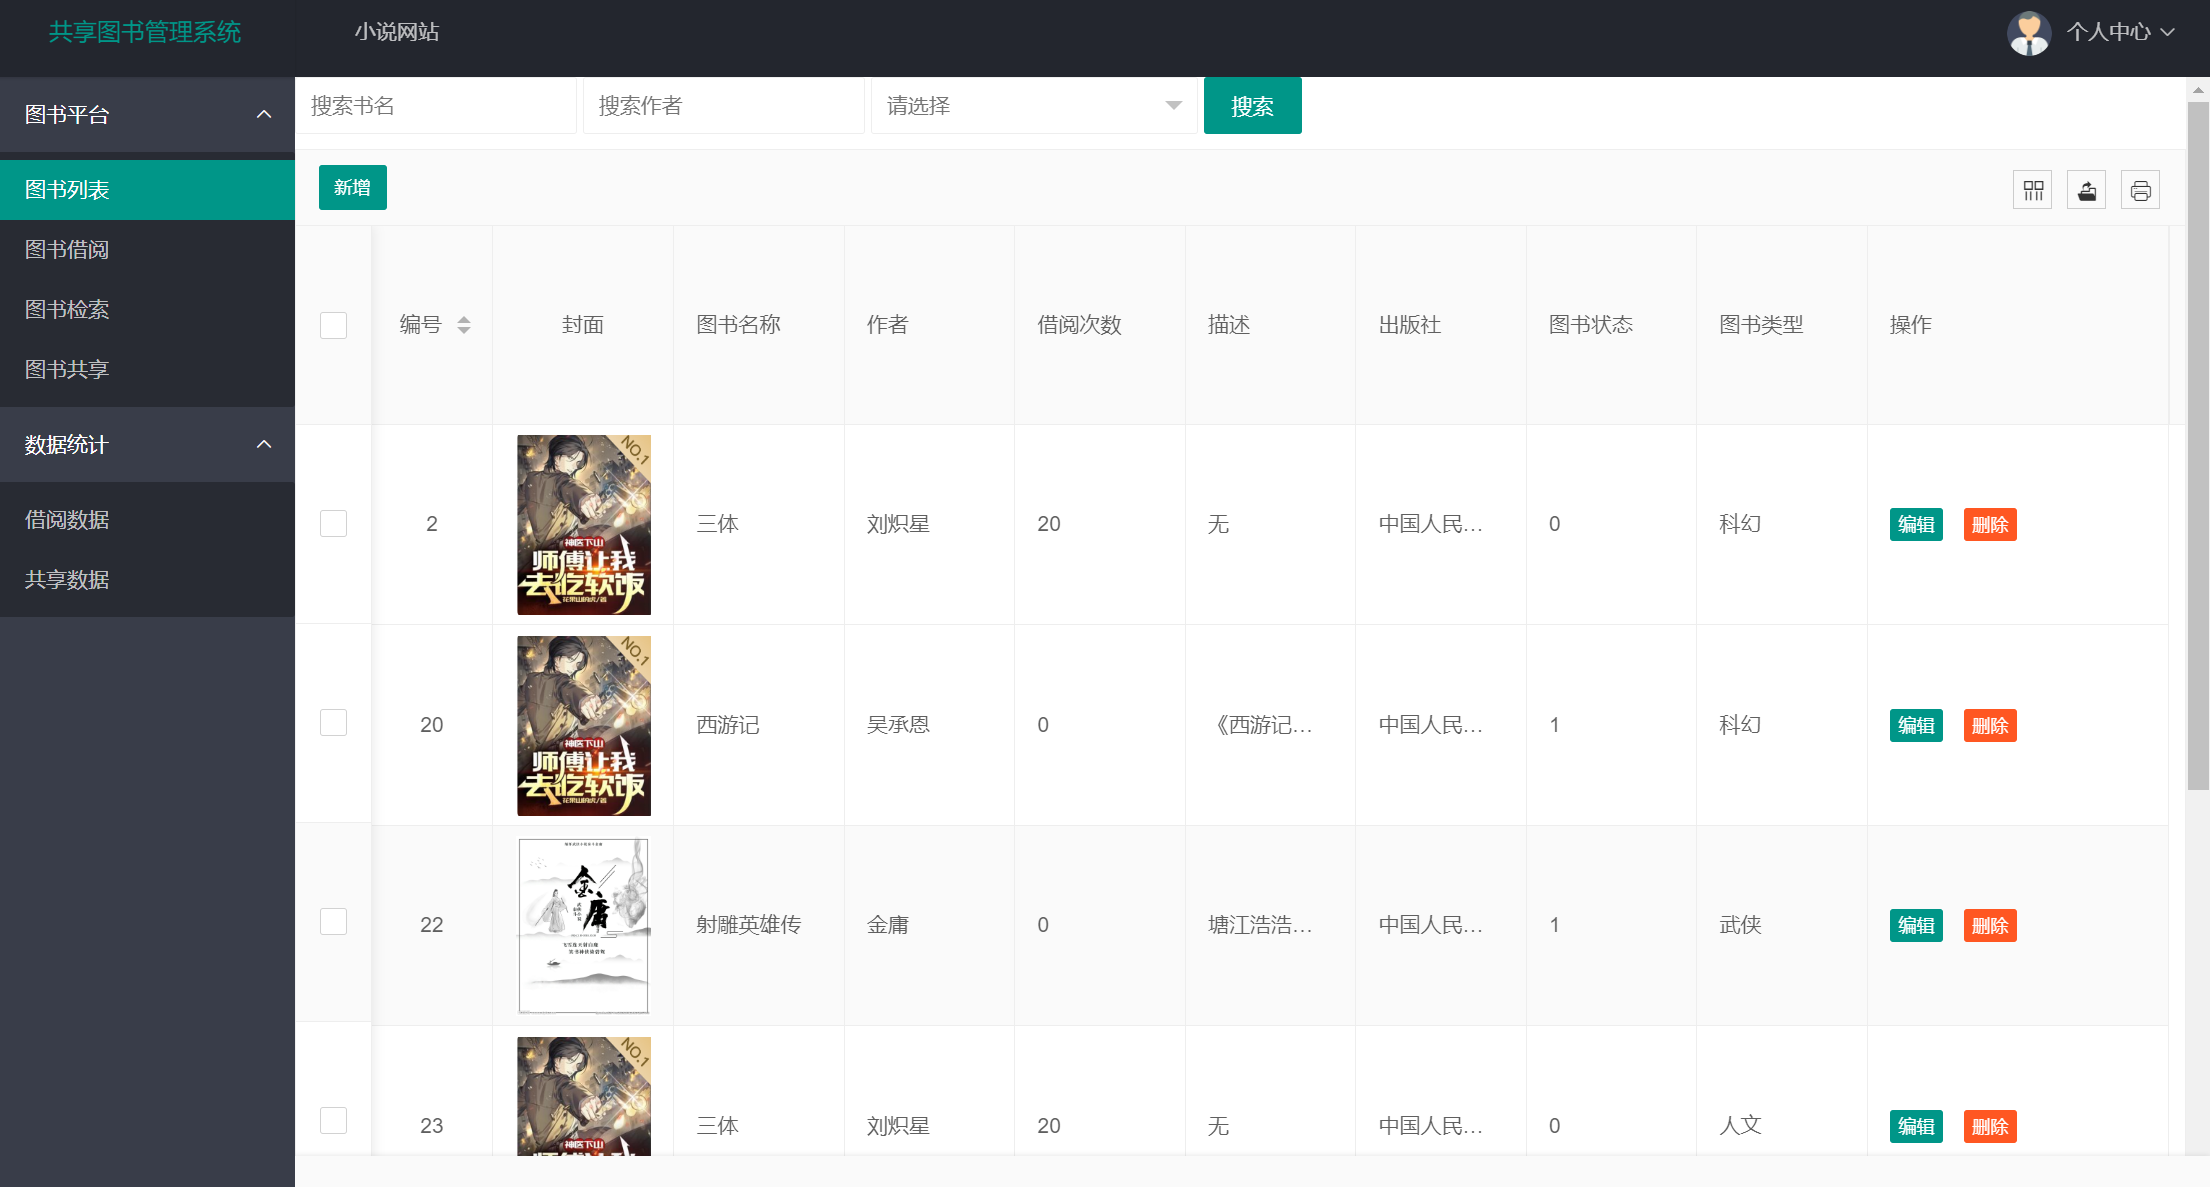 共享图书管理系统
小说网站
个人中心
图书平台
图书列表
图书借阅
图书检索
图书共享
数据统计
借阅数据
共享数据
搜索书名
搜索作者
请选择
搜索
新增
编号 封面 图书名称 作者 借阅次数 描述 出版社 图书状态 图书类型 操作
NO.1
神医下山
师傅让我
去吃软饭
2 三体 刘炽星 20 无 中国人民... 0 科幻 编辑 删除
NO.1
神医下山
师傅让我
去吃软饭
20 西游记 吴承恩 0 《西游记... 中国人民... 1 科幻 编辑 删除
金庸
22 射雕英雄传 金庸 0 塘江浩浩... 中国人民... 1 武侠 编辑 删除
NO.1
神医下山
23 三体 刘炽星 20 无 中国人民... 0 人文 编辑 删除